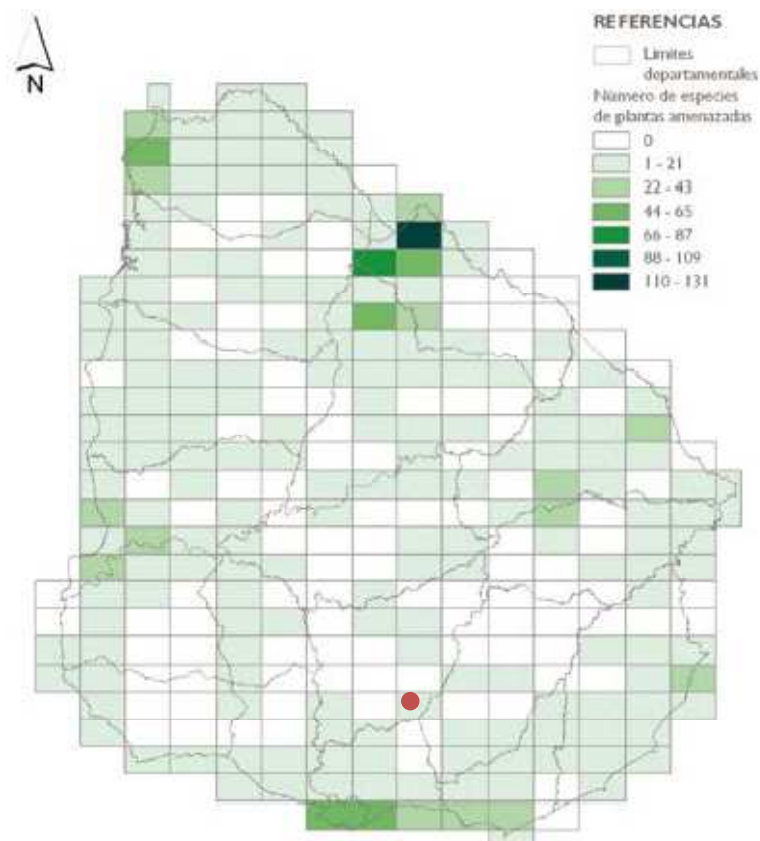 REFERENCIAS
N
Limites
departamentales
Número de especies
de plantas amenazadas
0
1 - 21
22 - 43
44 - 65
66 - 87
88 - 109
110 - 131